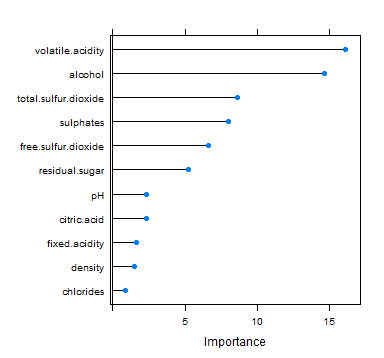 volatile.acidity
alcohol
total.sulfur.dioxide
sulphates
free.sulfur.dioxide
residual.sugar
pH
citric.acid
fixed.acidity
density
chlorides
5 10 15
Importance